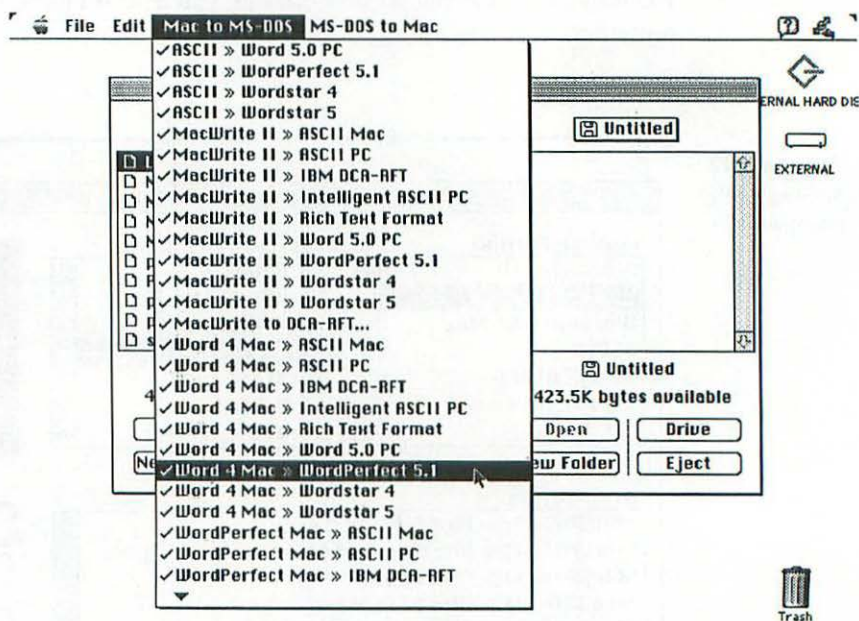 File Edit Mac to MS-DOS MS-DOS to Mac
✓ASCII » Word 5.0 PC
✓ASCII » WordPerfect 5.1
✓ASCII » Wordstar 4
✓ASCII » Wordstar 5
✓MacWrite II » ASCII Mac
✓MacWrite II » ASCII PC
✓MacWrite II » IBM DCA-RFT
✓MacWrite II » Intelligent ASCII PC
✓MacWrite II » Rich Text Format
✓MacWrite II » Word 5.0 PC
✓MacWrite II » WordPerfect 5.1
✓MacWrite II » Wordstar 4
✓MacWrite II » Wordstar 5
✓MacWrite to DCA-RFT...
✓Word 4 Mac » ASCII Mac
✓Word 4 Mac » ASCII PC
✓Word 4 Mac » IBM DCA-RFT
✓Word 4 Mac » Intelligent ASCII PC
✓Word 4 Mac » Rich Text Format
✓Word 4 Mac » Word 5.0 PC
✓Word 4 Mac » WordPerfect 5.1
✓Word 4 Mac » Wordstar 4
✓Word 4 Mac » Wordstar 5
✓WordPerfect Mac » ASCII Mac
✓WordPerfect Mac » ASCII PC
✓WordPerfect Mac » IBM DCA-RFT
Untitled
Untitled
423.5K bytes available
Open Drive
ew Folder Eject
Ne
ERNAL HARD DIS
EXTERNAL
Trash